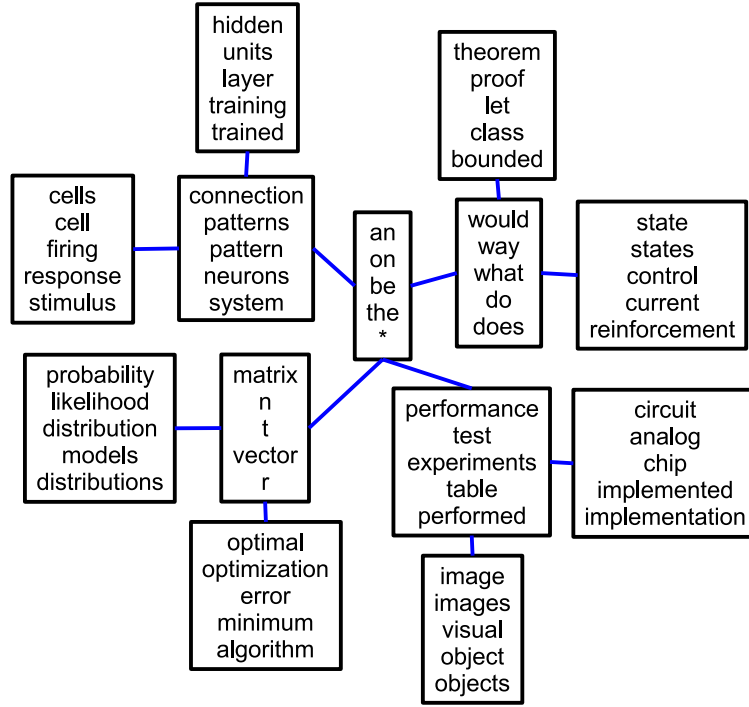 hidden
units
layer
training
trained
theorem
proof
let
class
bounded
cells
cell
firing
response
stimulus
connection
patterns
pattern
neurons
system
an
on
be
the
*
would
way
what
do
does
state
states
control
current
reinforcement
probability
likelihood
distribution
models
distributions
matrix
n
t
vector
r
performance
test
experiments
table
performed
circuit
analog
chip
implemented
implementation
optimal
optimization
error
minimum
algorithm
image
images
visual
object
objects